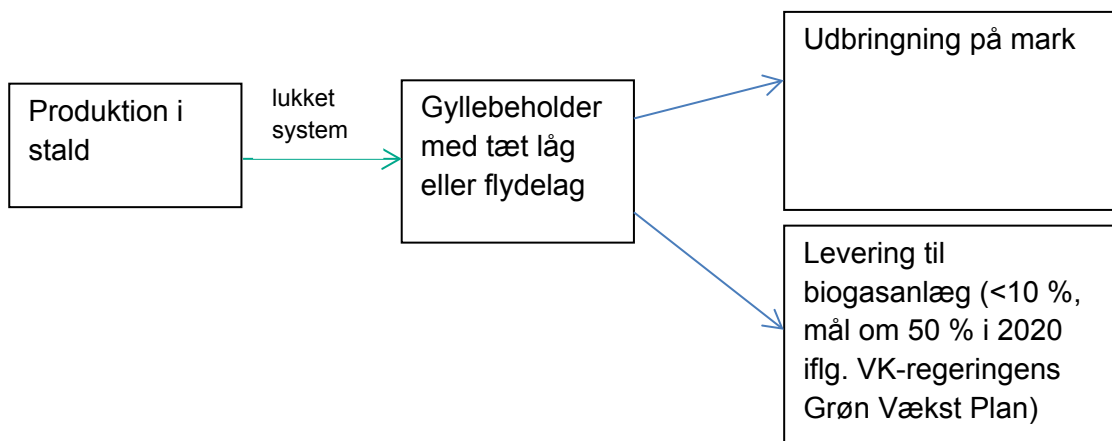 Produktion i
stald
lukket
system
Gyllebeholder
med tæt låg
eller flydelag
Udbringning på mark
Levering til
biogasanlæg (<10 %,
mål om 50 % i 2020
iflg. VK-regeringens
Grøn Vækst Plan)